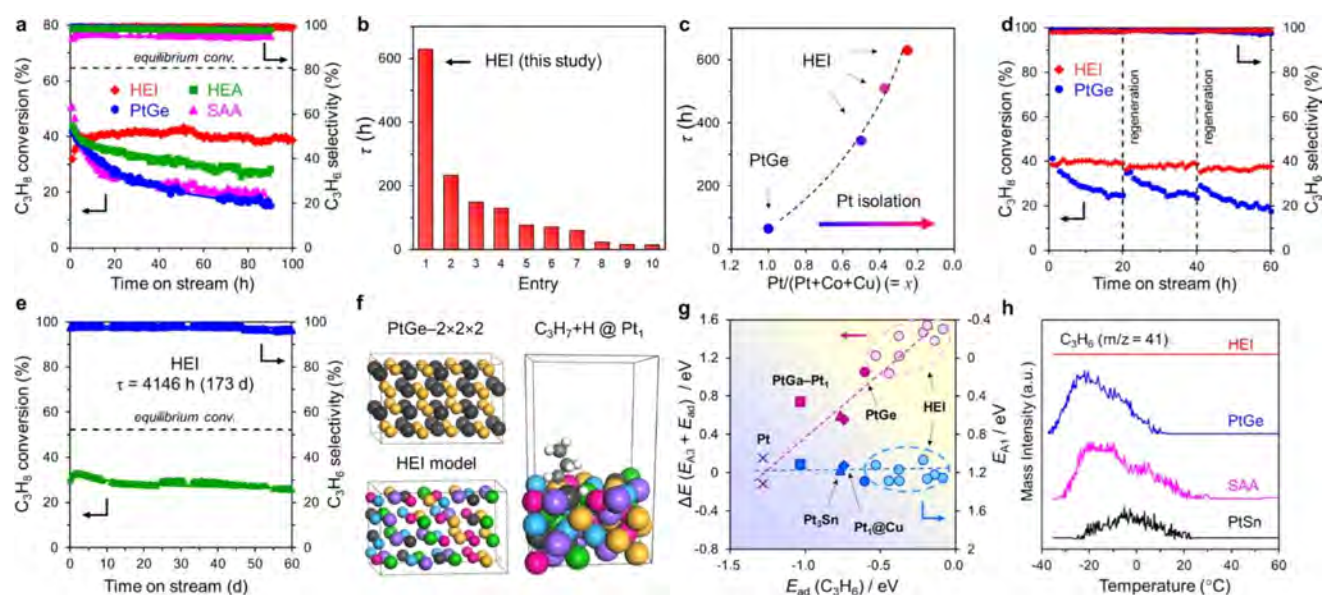 a
C₃H₈ conversion (%)
80
60
40
20
0
equilibrium conv.
HEI
HEA
PtGe
SAA
100
80
60
40
20
0
C₃H₆ selectivity (%)
0 20 40 60 80 100
Time on stream (h)
b
τ (h)
600
400
200
0
HEI (this study)
1 2 3 4 5 6 7 8 9 10
Entry
c
τ (h)
600
400
200
0
HEI
PtGe
Pt isolation
1.2 1.0 0.8 0.6 0.4 0.2 0.0
Pt/(Pt+Co+Cu) (= x)
d
C₃H₈ conversion (%)
100
80
60
40
20
0
HEI
PtGe
regeneration
regeneration
100
80
60
40
20
0
C₃H₆ selectivity (%)
0 20 40 60
Time on stream (h)
e
C₃H₈ conversion (%)
100
80
60
40
20
0
HEI
τ = 4146 h (173 d)
equilibrium conv.
100
80
60
40
20
0
C₃H₆ selectivity (%)
0 10 20 30 40 50 60
Time on stream (d)
f
PtGe–2×2×2
C₃H₇+H @ Pt₁
HEI model
g
ΔE (E_A3 + E_ad) / eV
1.6
1.2
0.8
0.4
0
-0.4
-0.8
PtGa–Pt₁
PtGe
HEI
Pt
Pt₃Sn
Pt₁@Cu
-0.4
0
0.4
0.8
1.2
1.6
2
E_A1 / eV
-1.5 -1 -0.5 0
E_ad (C₃H₆) / eV
h
Mass Intensity (a.u.)
C₃H₆ (m/z = 41)
HEI
PtGe
SAA
PtSn
-40 -20 0 20 40 60
Temperature (°C)